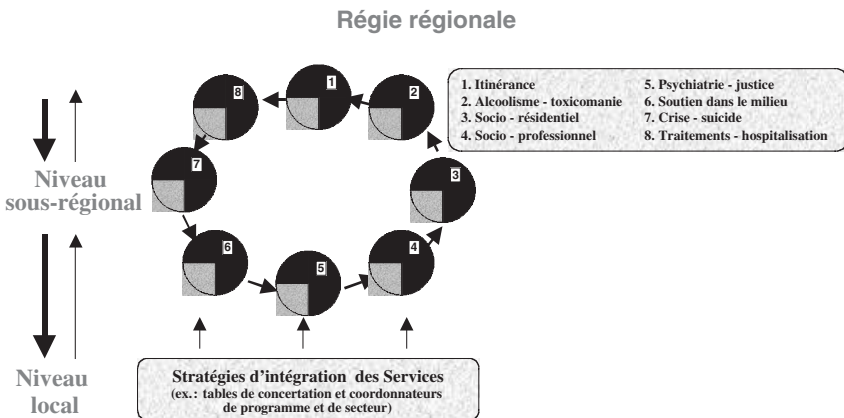 Régie régionale
1. Itinérance
2. Alcoolisme - toxicomanie
3. Socio - résidentiel
4. Socio - professionnel
5. Psychiatrie - justice
6. Soutien dans le milieu
7. Crise - suicide
8. Traitements - hospitalisation
8
1
2
7
3
6
5
4
Niveau
sous-régional
Niveau
local
Stratégies d'intégration des Services
(ex.: tables de concertation et coordonnateurs
de programme et de secteur)